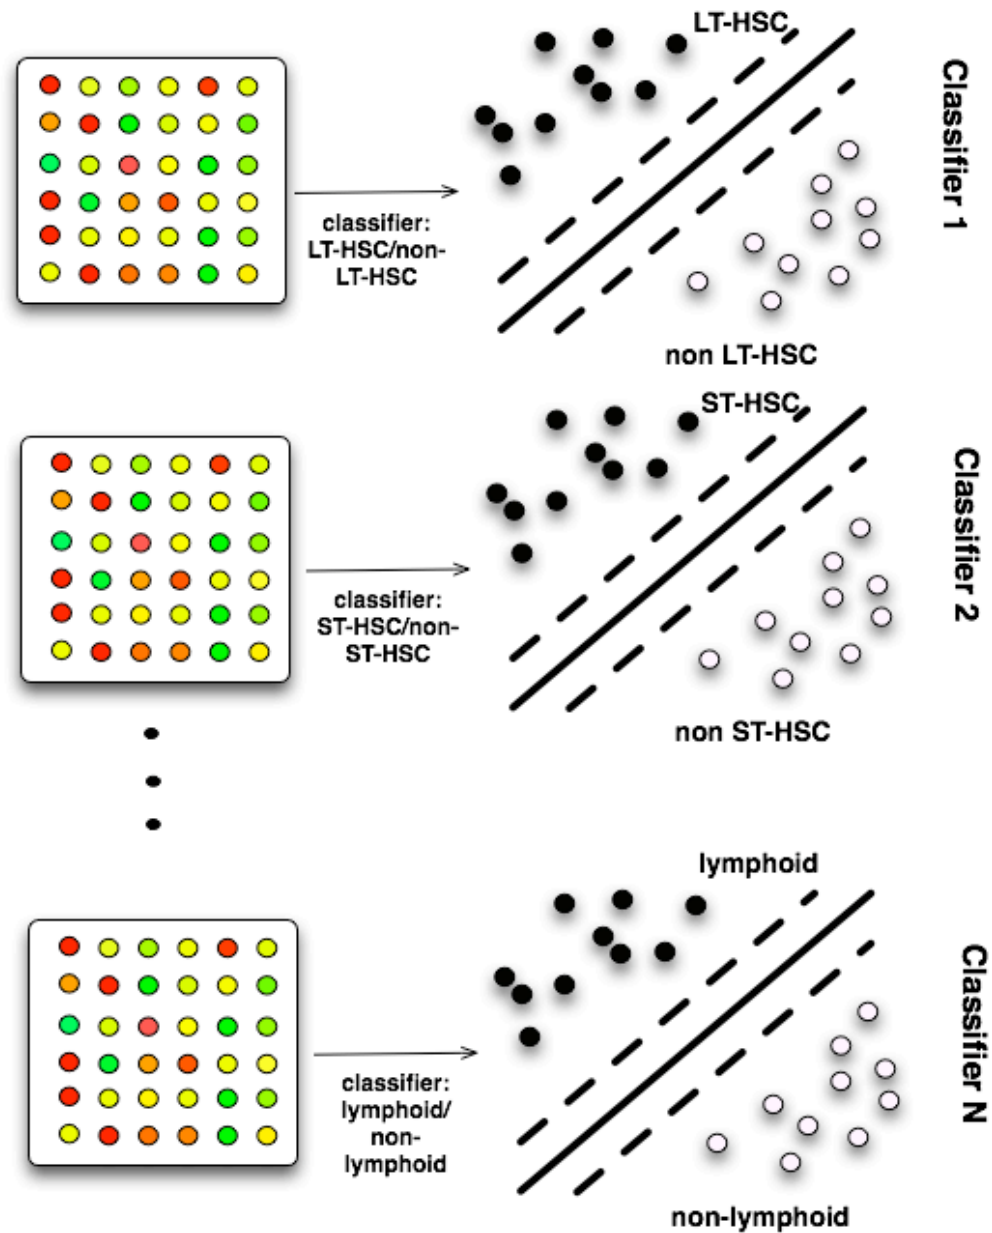 LT-HSC
Classifier 1
classifier:
LT-HSC/non-
LT-HSC
non LT-HSC
ST-HSC
Classifier 2
classifier:
ST-HSC/non-
ST-HSC
non ST-HSC
lymphoid
Classifier N
classifier:
lymphoid/
non-
lymphoid
non-lymphoid